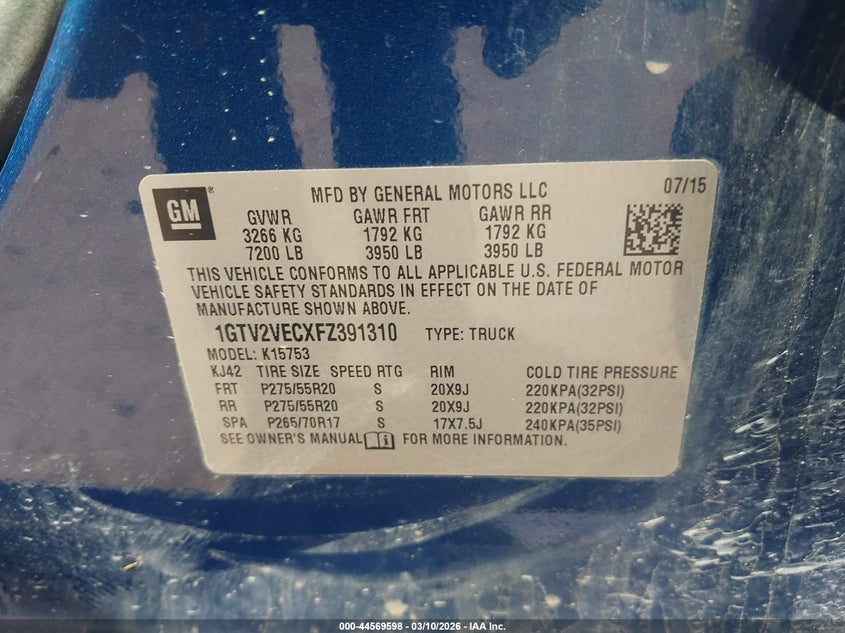 GM®
MFD BY GENERAL MOTORS LLC 07/15
GVWR GAWR FRT GAWR RR
3266 KG 1792 KG 1792 KG
7200 LB 3950 LB 3950 LB
THIS VEHICLE CONFORMS TO ALL APPLICABLE U.S. FEDERAL MOTOR
VEHICLE SAFETY STANDARDS IN EFFECT ON THE DATE OF
MANUFACTURE SHOWN ABOVE.
1GTV2VECXFZ391310 TYPE: TRUCK
MODEL: K15753
KJ42 TIRE SIZE SPEED RTG RIM COLD TIRE PRESSURE
FRT P275/55R20 S 20X9J 220KPA(32PSI)
RR P275/55R20 S 20X9J 220KPA(32PSI)
SPA P265/70R17 S 17X7.5J 240KPA(35PSI)
SEE OWNER'S MANUAL i FOR MORE INFORMATION.
000-44569598 — 03/10/2026 — IAA Inc.